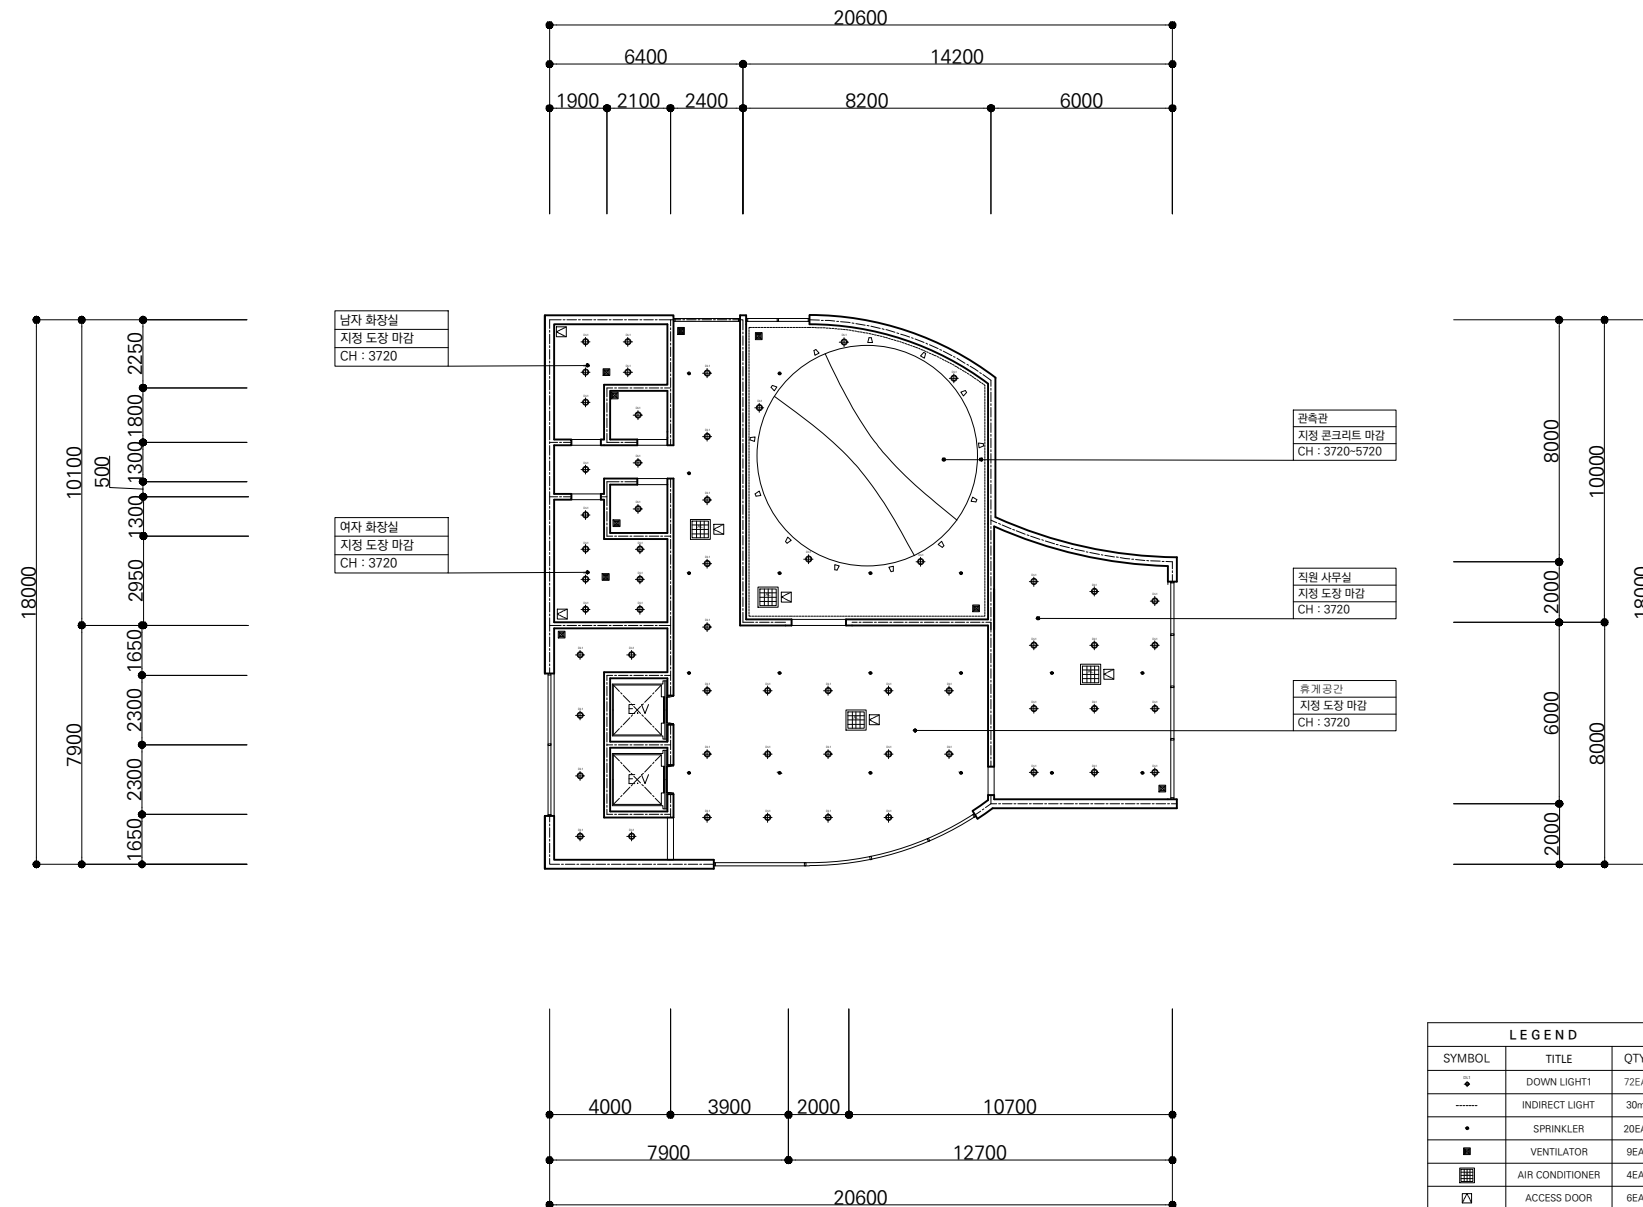 20600
6400
14200
1900
2100
2400
8200
6000
남자 화장실
지정 도장 마감
CH : 3720
여자 화장실
지정 도장 마감
CH : 3720
관측관
지정 콘크리트 마감
CH : 3720~5720
직원 사무실
지정 도장 마감
CH : 3720
휴게공간
지정 도장 마감
CH : 3720
18000
10100
7900
500
2250
1800
1300
1300
2950
1650
2300
2300
1650
E.V
E.V
8000
2000
6000
2000
10000
8000
18000
4000
3900
2000
10700
7900
12700
20600
LEGEND
SYMBOL TITLE QTY
DOWN LIGHT1 72EA
INDIRECT LIGHT 30m
SPRINKLER 20EA
VENTILATOR 9EA
AIR CONDITIONER 4EA
ACCESS DOOR 6EA